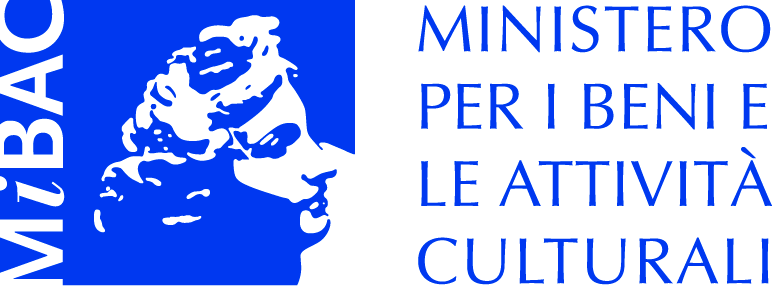 MiBAC
MINISTERO
PER I BENI E
LE ATTIVITÀ
CULTURALI